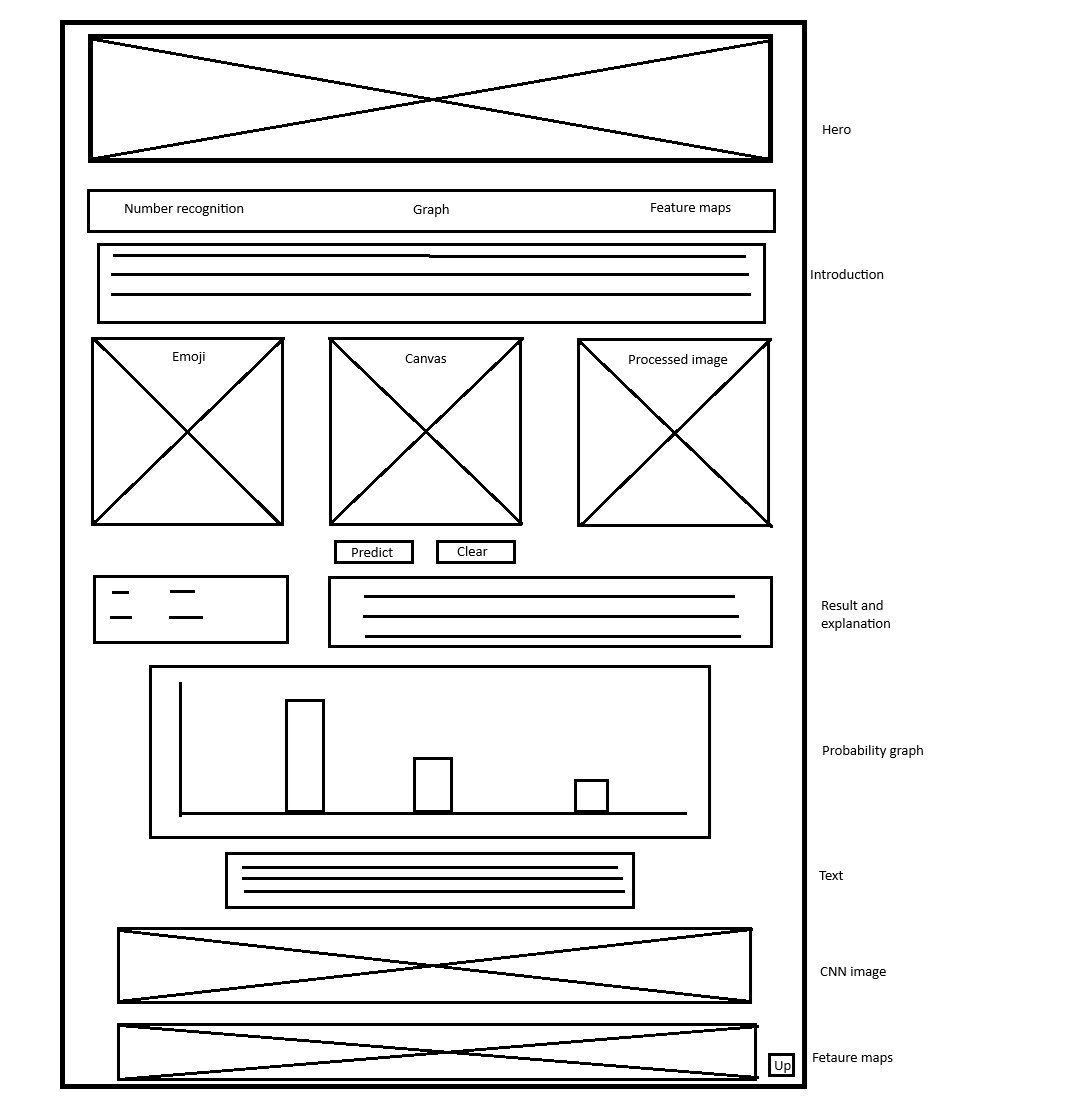 Hero
Number recognition Graph Feature maps
Introduction
Emoji Canvas Processed image
Predict Clear
Result and
explanation
Probability graph
Text
CNN image
Fetaure maps
Up